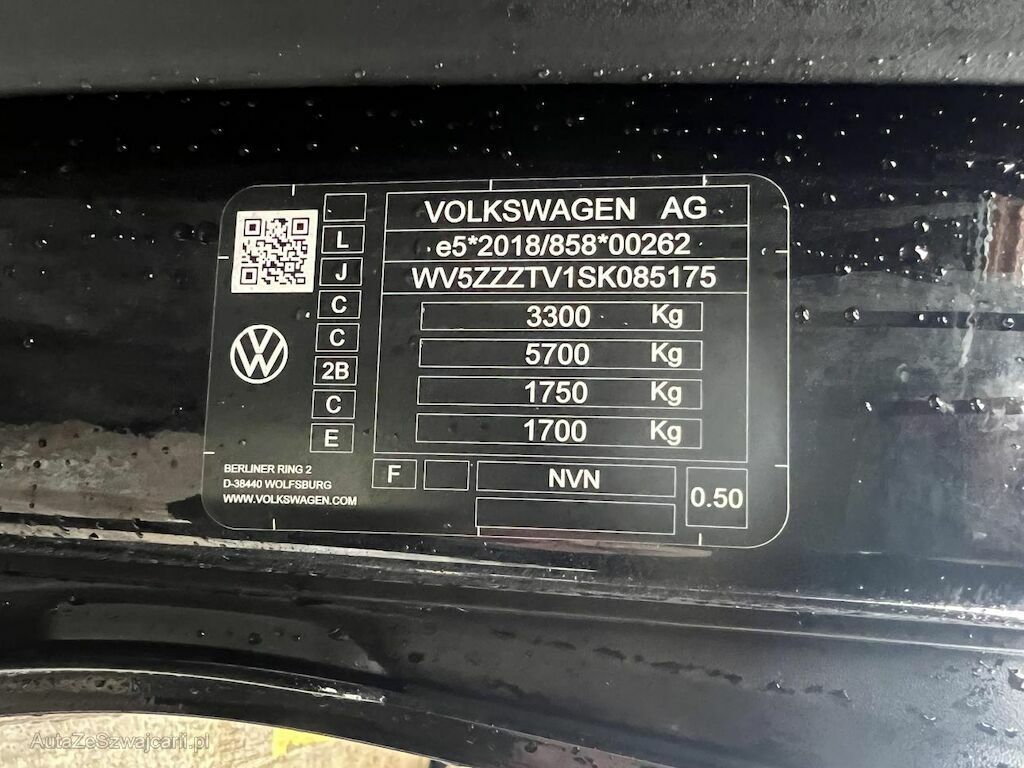 VOLKSWAGEN AG
e5*2018/858*00262
WV5ZZZTV1SK085175
3300 Kg
5700 Kg
1750 Kg
1700 Kg
L
J
C
C
2B
C
E
F
NVN
0.50
BERLINER RING 2
D-38440 WOLFSBURG
WWW.VOLKSWAGEN.COM
AutaZeSzwajcarii.pl